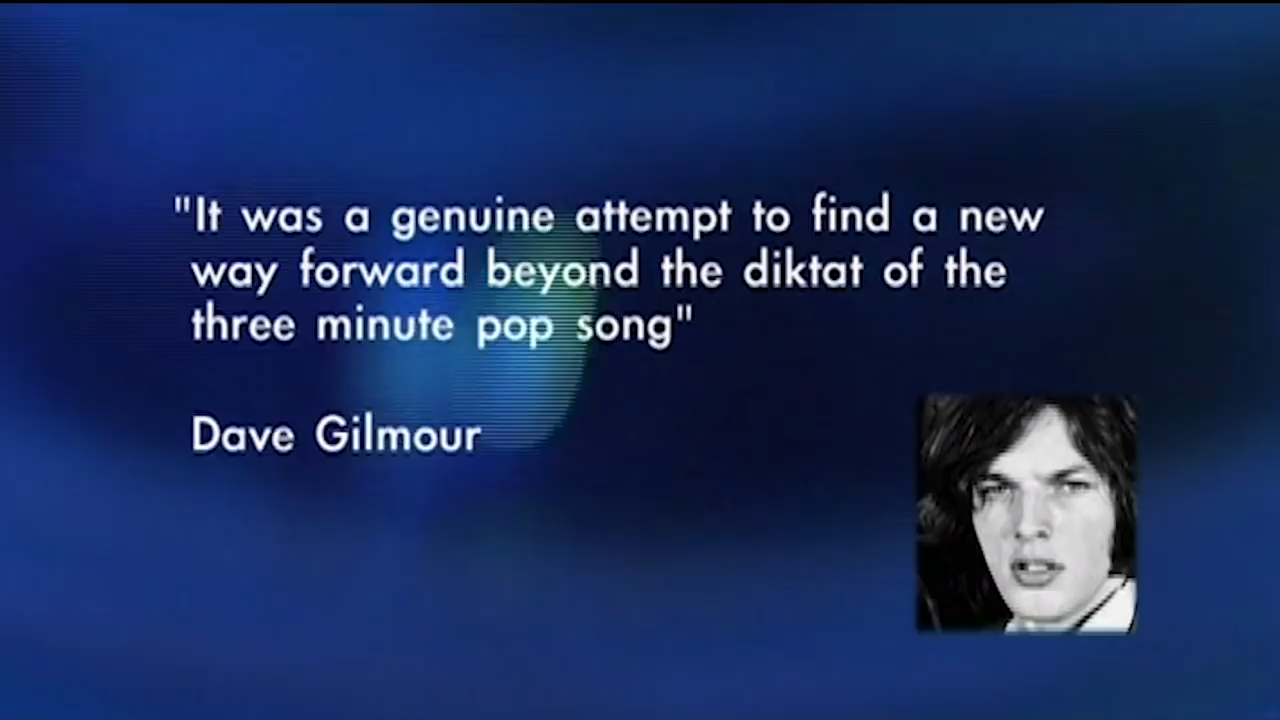 "It was a genuine attempt to find a new
way forward beyond the diktat of the
three minute pop song"
Dave Gilmour